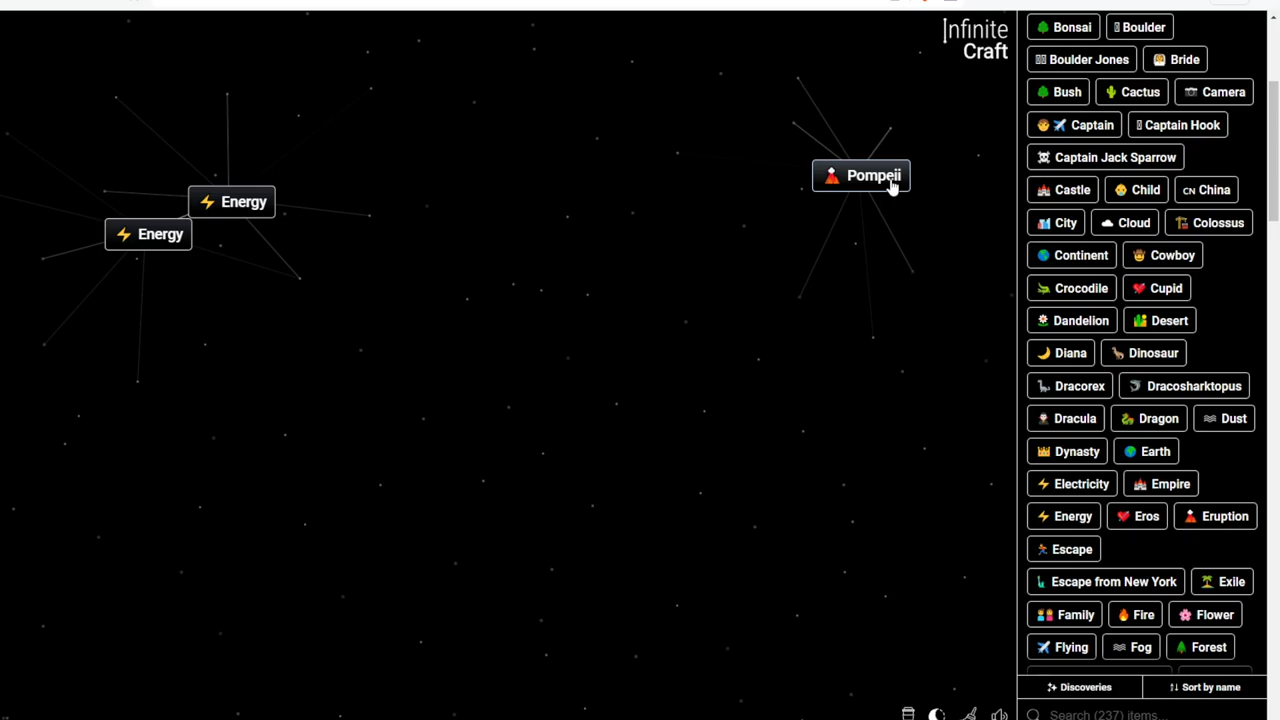 Infinite
Craft
Energy
Energy
Pompeii
Bonsai
Boulder
Boulder Jones
Bride
Bush
Cactus
Camera
Captain
Captain Hook
Captain Jack Sparrow
Castle
Child
CN China
City
Cloud
Colossus
Continent
Cowboy
Crocodile
Cupid
Dandelion
Desert
Diana
Dinosaur
Dracorex
Dracosharktopus
Dracula
Dragon
Dust
Dynasty
Earth
Electricity
Empire
Energy
Eros
Eruption
Escape
Escape from New York
Exile
Family
Fire
Flower
Flying
Fog
Forest
Discoveries
Sort by name
Search (237) items...